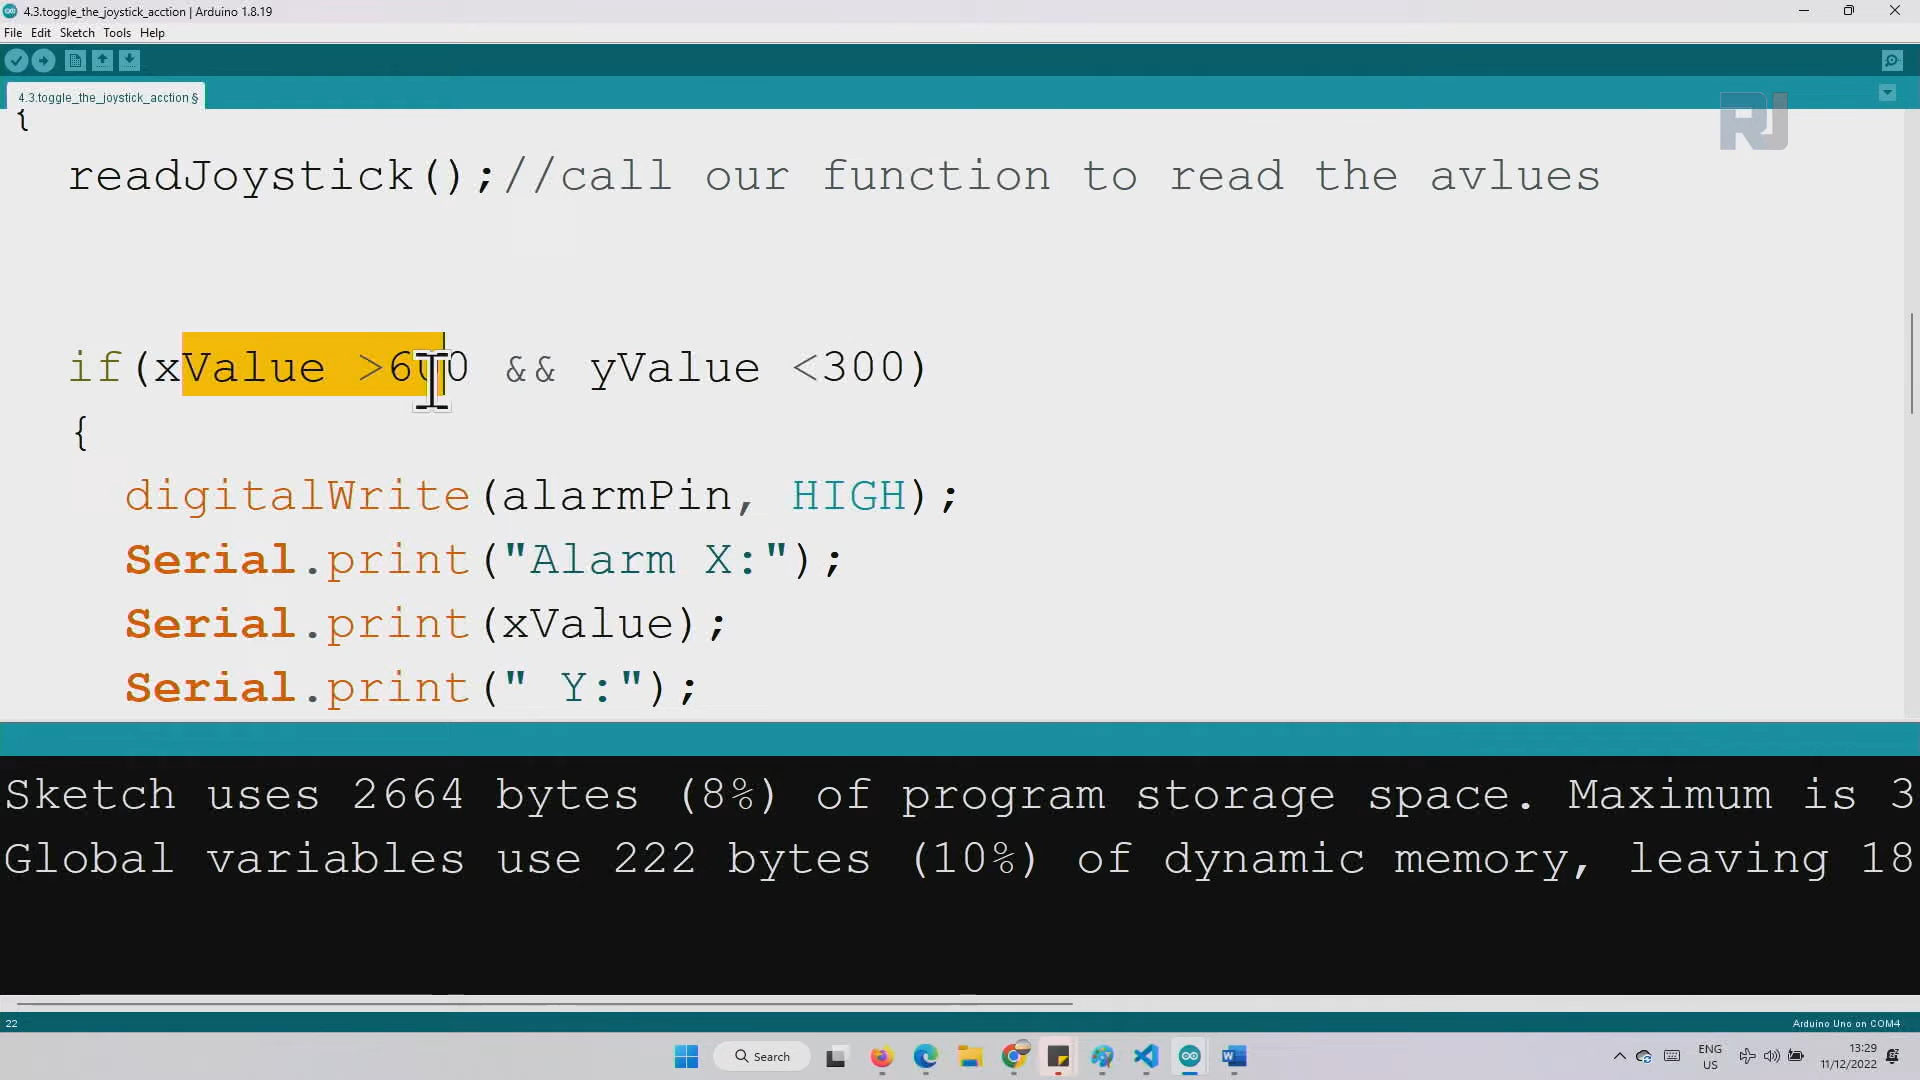 4.3.toggle_the_joystick_acction | Arduino 1.8.19
File Edit Sketch Tools Help
4.3.toggle_the_joystick_acction §
RJ
{
readJoystick();//call our function to read the avlues
if(xValue >600 && yValue <300)
{
digitalWrite(alarmPin, HIGH);
Serial.print("Alarm X:");
Serial.print(xValue);
Serial.print(" Y:");
Sketch uses 2664 bytes (8%) of program storage space. Maximum is 3
Global variables use 222 bytes (10%) of dynamic memory, leaving 18
22
Arduino Uno on COM4
Search
ENG
US
13:29
11/12/2022